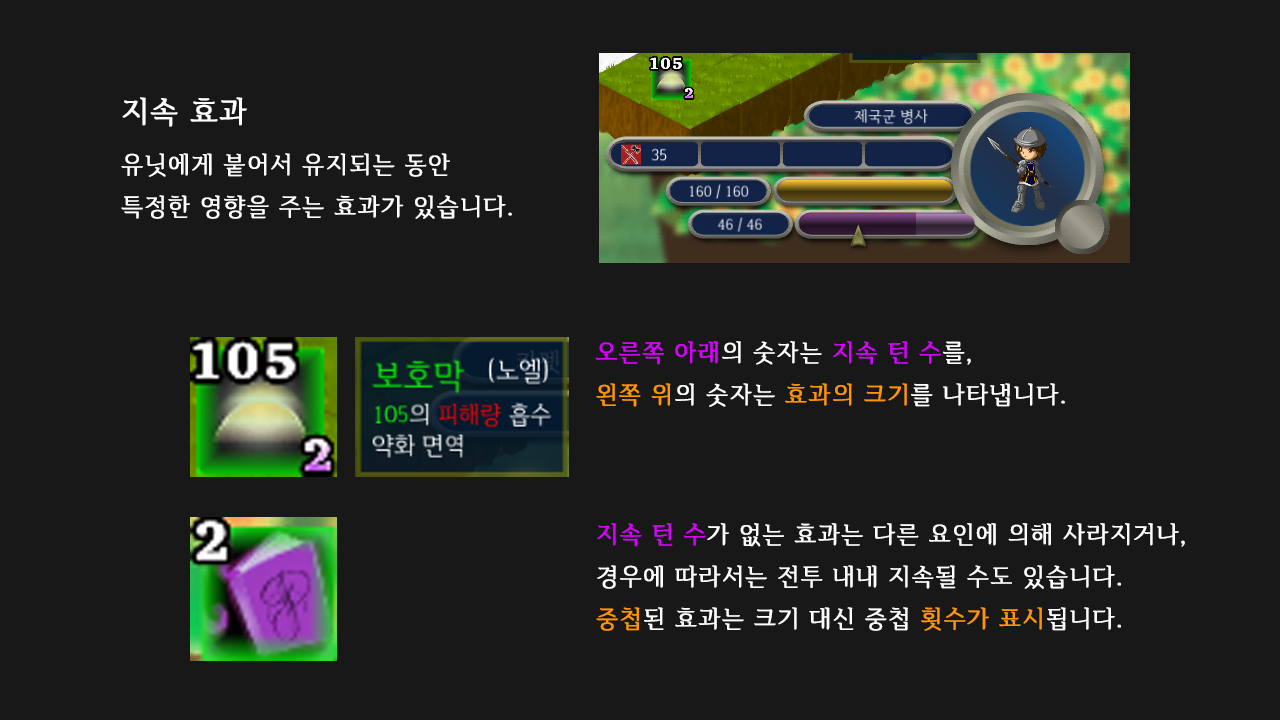 지속 효과
유닛에게 붙어서 유지되는 동안
특정한 영향을 주는 효과가 있습니다.
105
2
제국군 병사
35
160 / 160
46 / 46
105
2
보호막 (노엘)
105의 피해량 흡수
약화 면역
오른쪽 아래의 숫자는 지속 턴 수를,
왼쪽 위의 숫자는 효과의 크기를 나타냅니다.
2
지속 턴 수가 없는 효과는 다른 요인에 의해 사라지거나,
경우에 따라서는 전투 내내 지속될 수도 있습니다.
중첩된 효과는 크기 대신 중첩 횟수가 표시됩니다.